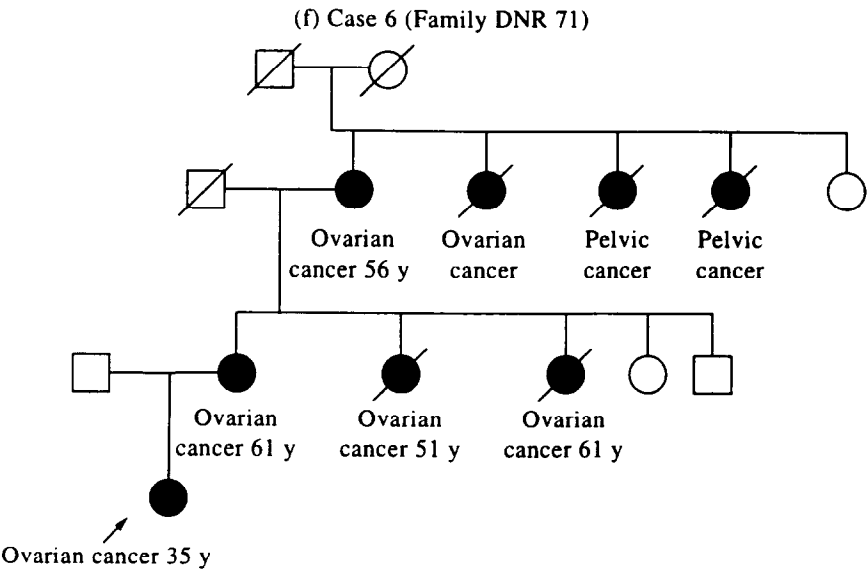 (f) Case 6 (Family DNR 71)
Ovarian
cancer 56 y
Ovarian
cancer
Pelvic
cancer
Pelvic
cancer
Ovarian
cancer 61 y
Ovarian
cancer 51 y
Ovarian
cancer 61 y
Ovarian cancer 35 y